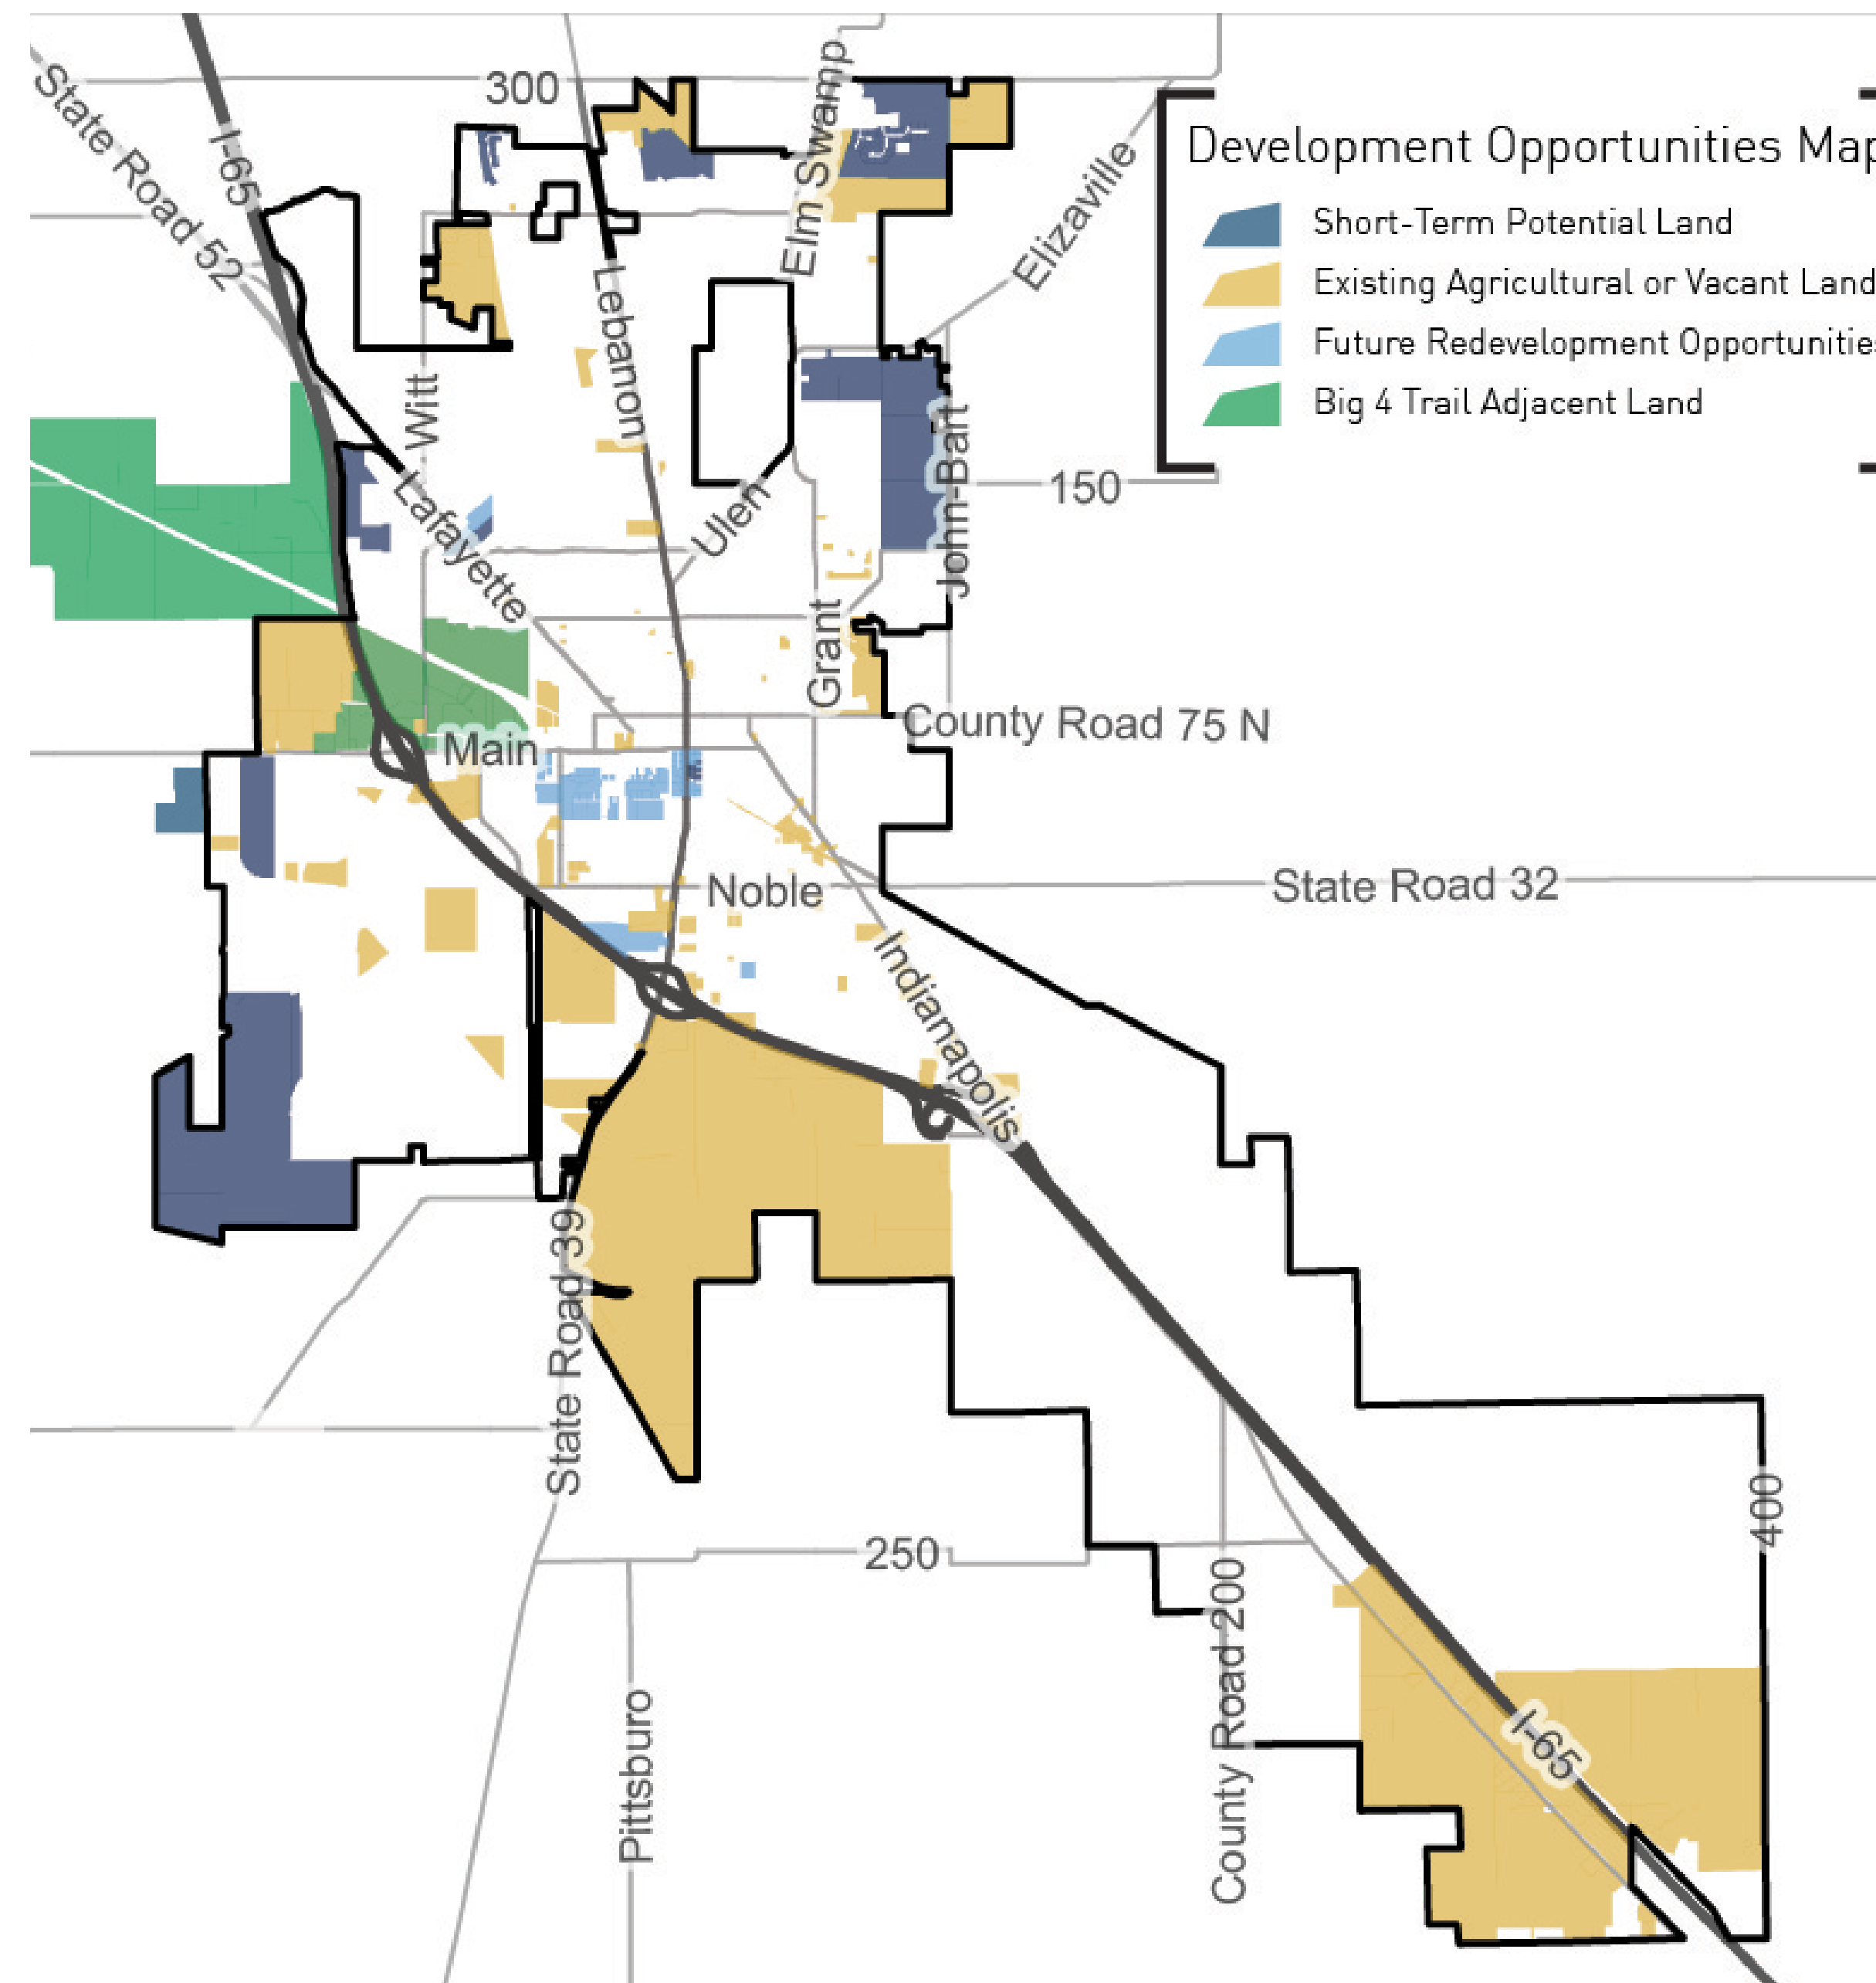 300
State Road 52
I-65
Elm Swamp
Elizaville
Development Opportunities Map
Short-Term Potential Land
Existing Agricultural or Vacant Land
Future Redevelopment Opportunities
Big 4 Trail Adjacent Land
Lebanon
Witt
Lafayette
Ulen
John-Bart
150
Grant
County Road 75 N
Main
Noble
State Road 32
Indianapolis
State Road 39
250
400
County Road 200
I-65
Pittsburo